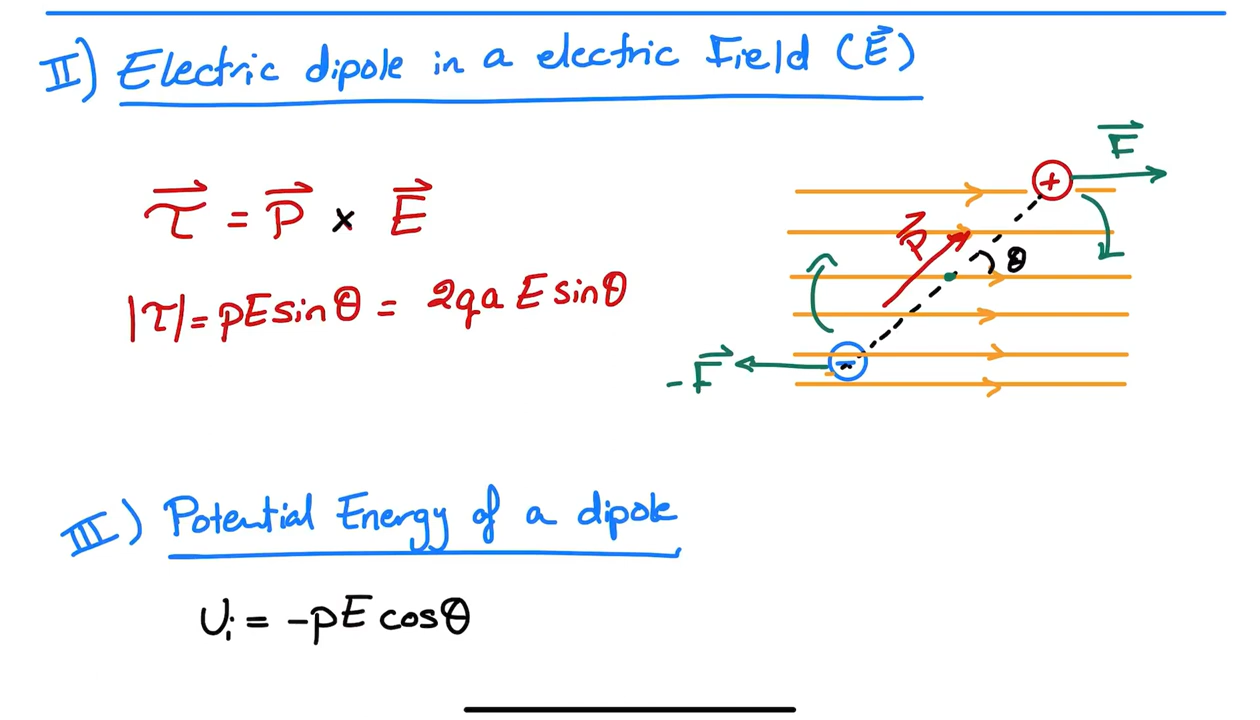 II) Electric dipole in a electric Field (E⃗)
τ⃗ = P⃗ × E⃗
|τ| = pE sinθ = 2qa E sinθ
F⃗
+
P⃗
θ
−
-F⃗
III) Potential Energy of a dipole
Uᵢ = -pE cosθ